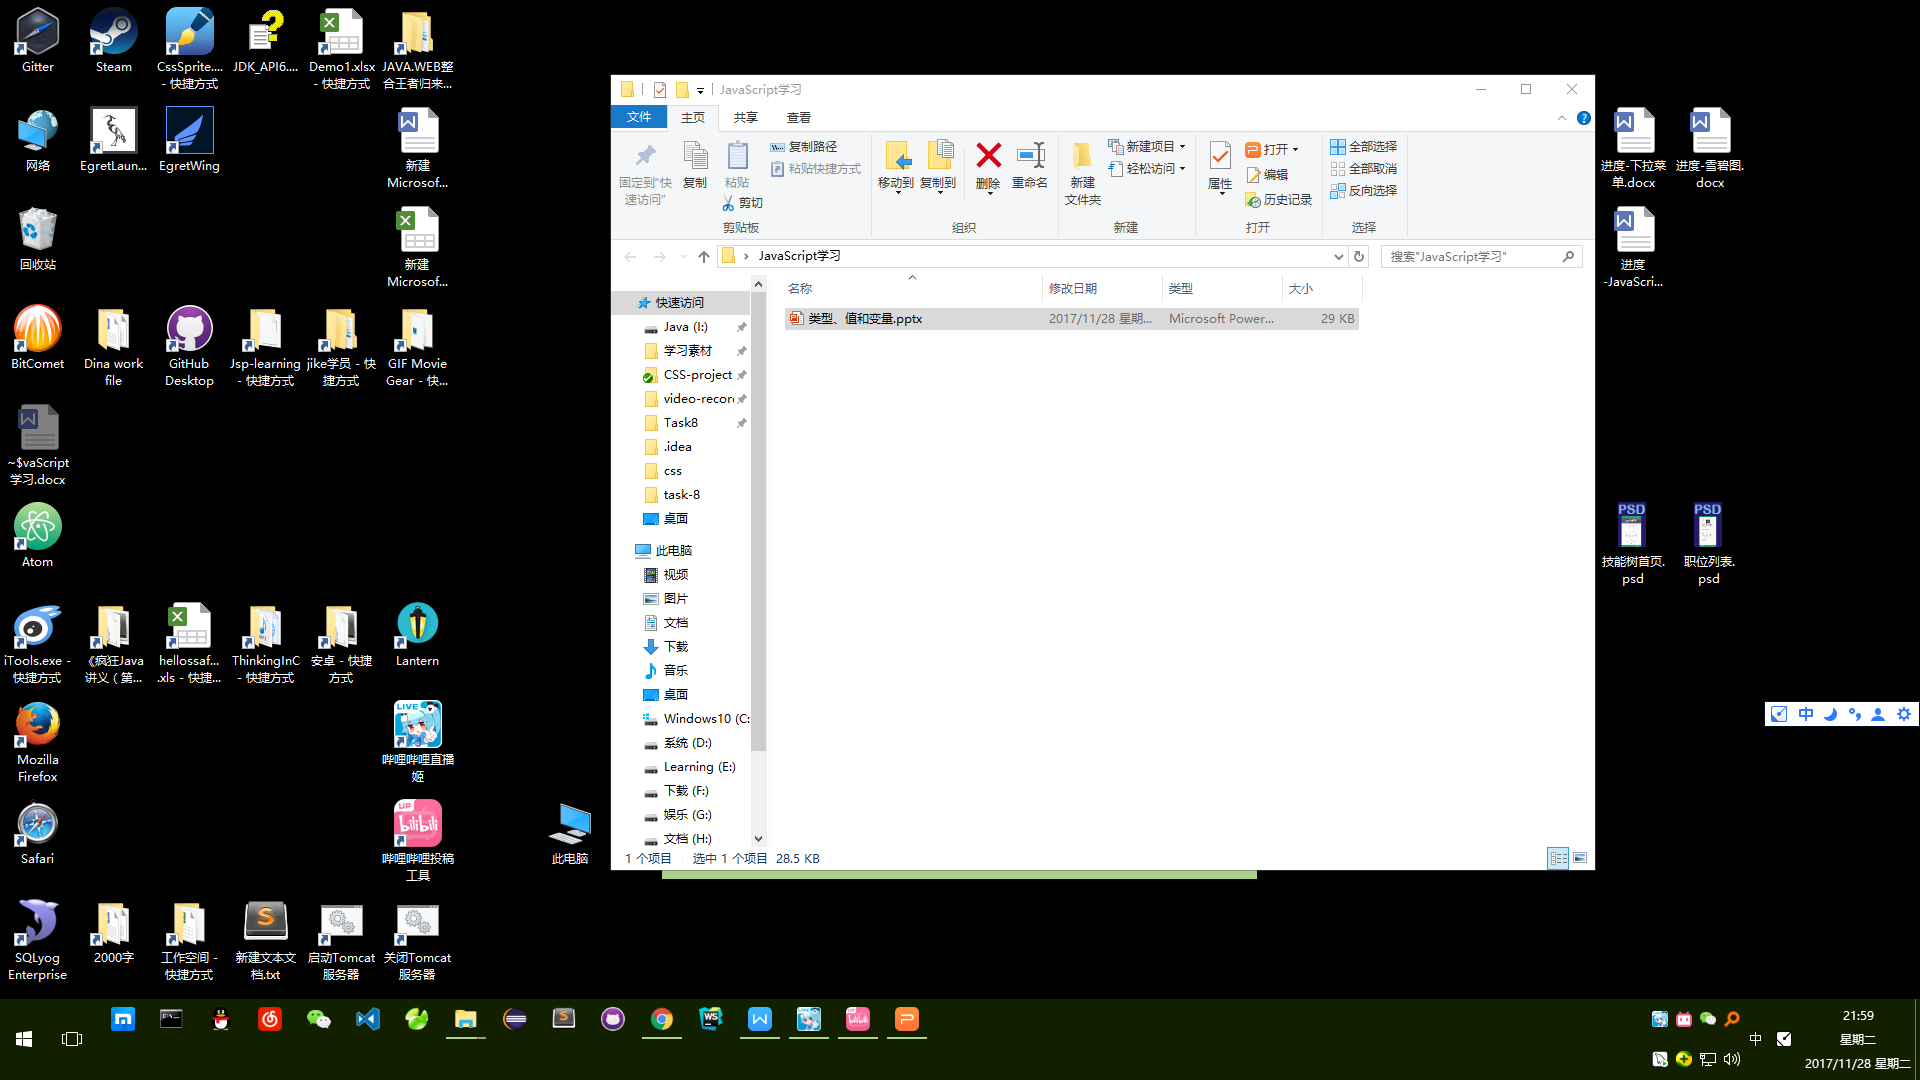 Gitter
Steam
CssSprite....
- 快捷方式
JDK_API6....
Demo1.xlsx
- 快捷方式
JAVA.WEB整
合王者归来...
网络
EgretLaun...
EgretWing
新建
Microsof...
回收站
新建
Microsof...
BitComet
Dina work
file
GitHub
Desktop
Jsp-learning
- 快捷方式
jike学员 - 快
捷方式
GIF Movie
Gear - 快...
~$vaScript
学习.docx
Atom
iTools.exe -
快捷方式
《疯狂Java
讲义（第...
hellossaf...
.xls - 快捷...
ThinkingInC
- 快捷方式
安卓 - 快捷
方式
Lantern
Mozilla
Firefox
LIVE
哔哩哔哩直播
姬
Safari
UP
bilibili
哔哩哔哩投稿
工具
此电脑
SQLyog
Enterprise
2000字
工作空间 -
快捷方式
新建文本文
档.txt
启动Tomcat
服务器
关闭Tomcat
服务器
JavaScript学习
文件
主页
共享
查看
固定到"快
速访问"
复制
粘贴
复制路径
粘贴快捷方式
剪切
剪贴板
移动到
复制到
删除
重命名
组织
新建
文件夹
新建项目
轻松访问
新建
属性
打开
编辑
历史记录
打开
全部选择
全部取消
反向选择
选择
JavaScript学习
搜索"JavaScript学习"
名称
修改日期
类型
大小
类型、值和变量.pptx
2017/11/28 星期...
Microsoft Power...
29 KB
快速访问
Java (I:)
学习素材
CSS-project
video-recor
Task8
.idea
css
task-8
桌面
此电脑
视频
图片
文档
下载
音乐
桌面
Windows10 (C:
系统 (D:)
Learning (E:)
下载 (F:)
娱乐 (G:)
文档 (H:)
1 个项目
选中 1 个项目 28.5 KB
进度-下拉菜
单.docx
进度-雪碧图.
docx
进度
-JavaScri...
PSD
技能树首页.
psd
PSD
职位列表.
psd
中
中
21:59
星期二
2017/11/28 星期二